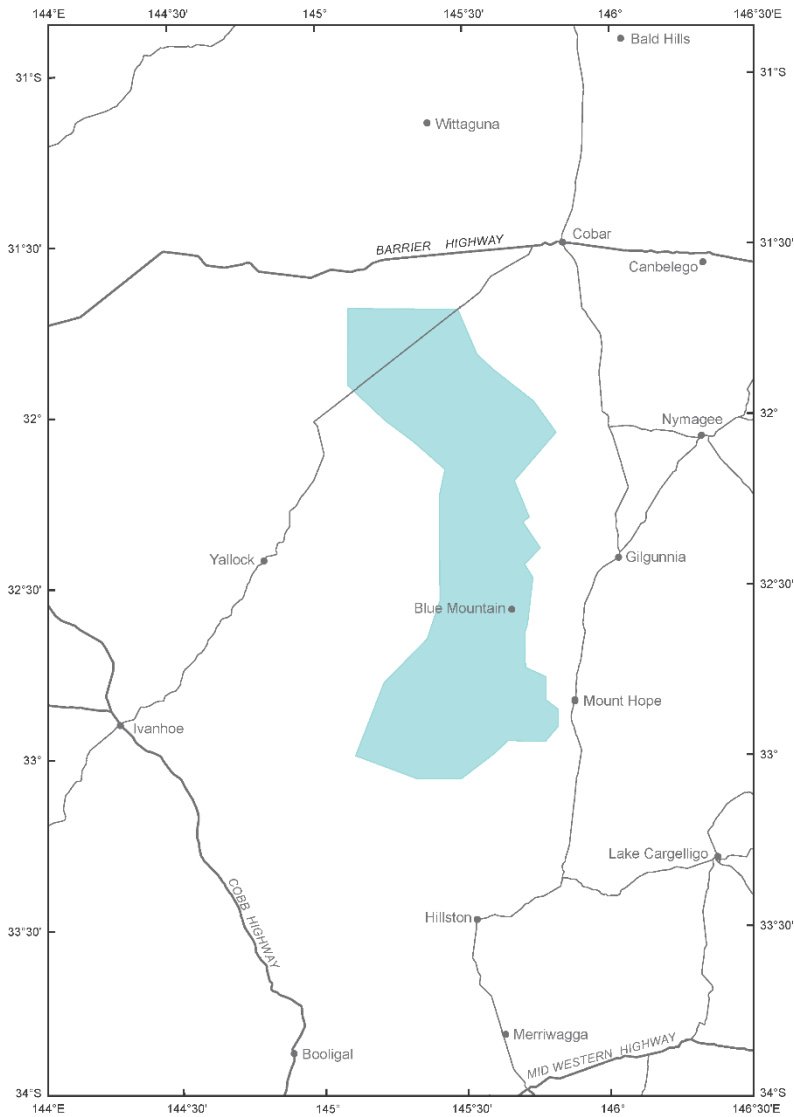 144°E
144°30'
145°
145°30'
146°
146°30'E
Bald Hills
31°S
31°S
Wittaguna
Cobar
BARRIER HIGHWAY
31°30'
31°30'
Canbelego
32°
32°
Nymagee
Yallock
Gilgunnia
32°30'
32°30'
Blue Mountain
Mount Hope
Ivanhoe
33°
33°
Lake Cargelligo
COBB HIGHWAY
Hillston
33°30'
33°30'
Merriwagga
MID WESTERN HIGHWAY
Booligal
34°S
34°S
144°E
144°30'
145°
145°30'
146°
146°30'E